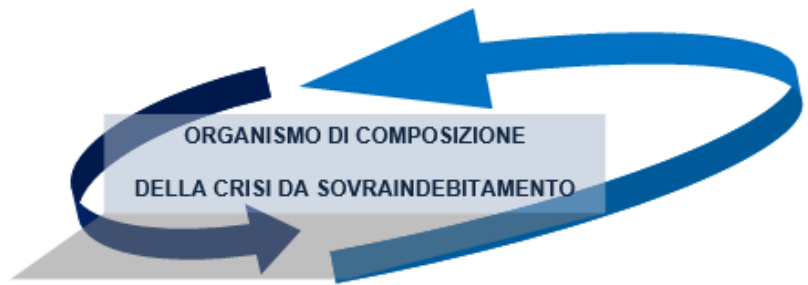 ORGANISMO DI COMPOSIZIONE
DELLA CRISI DA SOVRAINDEBITAMENTO